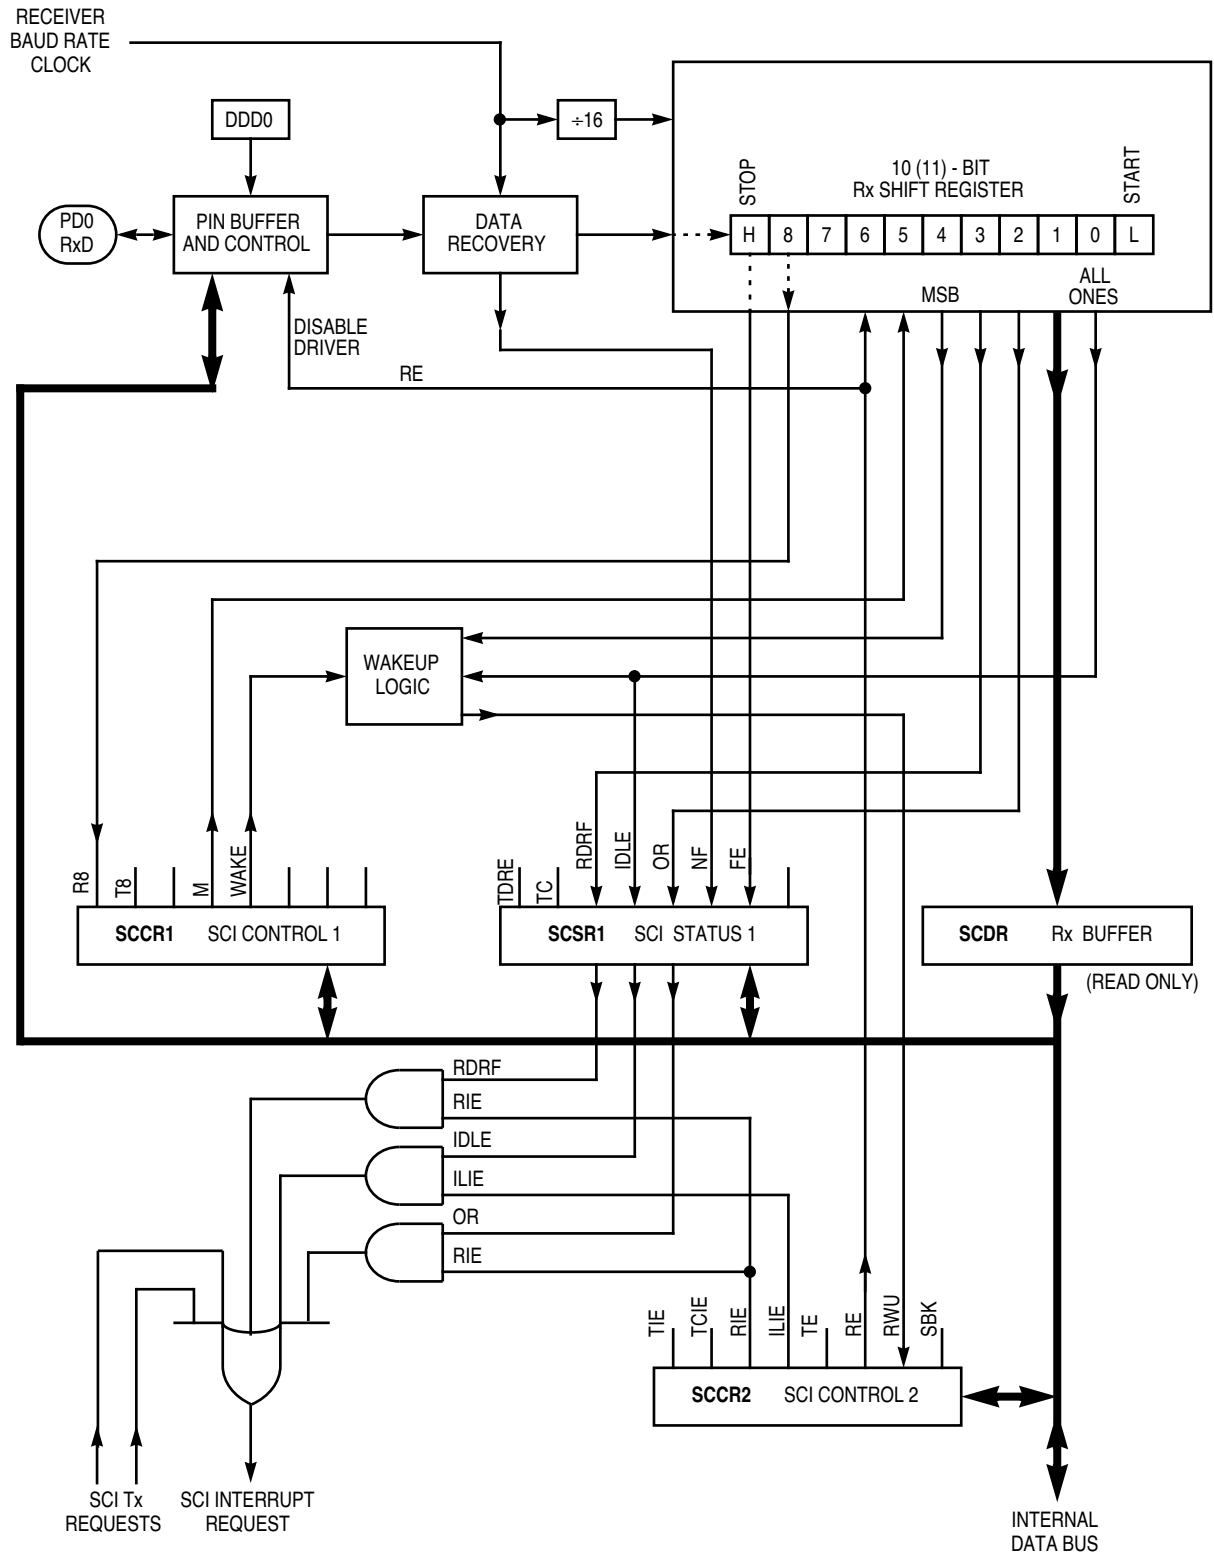 RECEIVER
BAUD RATE
CLOCK
DDD0
÷16
STOP
10 (11) - BIT
Rx SHIFT REGISTER
START
PD0
RxD
PIN BUFFER
AND CONTROL
DATA
RECOVERY
H 8 7 6 5 4 3 2 1 0 L
MSB
ALL
ONES
DISABLE
DRIVER
RE
WAKEUP
LOGIC
R8
T8
M
WAKE
TDRE
TC
RDRF
IDLE
OR
NF
FE
SCCR1 SCI CONTROL 1
SCSR1 SCI STATUS 1
SCDR Rx BUFFER
(READ ONLY)
RDRF
RIE
IDLE
ILIE
OR
RIE
TIE
TCIE
RIE
ILIE
TE
RE
RWU
SBK
SCCR2 SCI CONTROL 2
SCI Tx
REQUESTS
SCI INTERRUPT
REQUEST
INTERNAL
DATA BUS